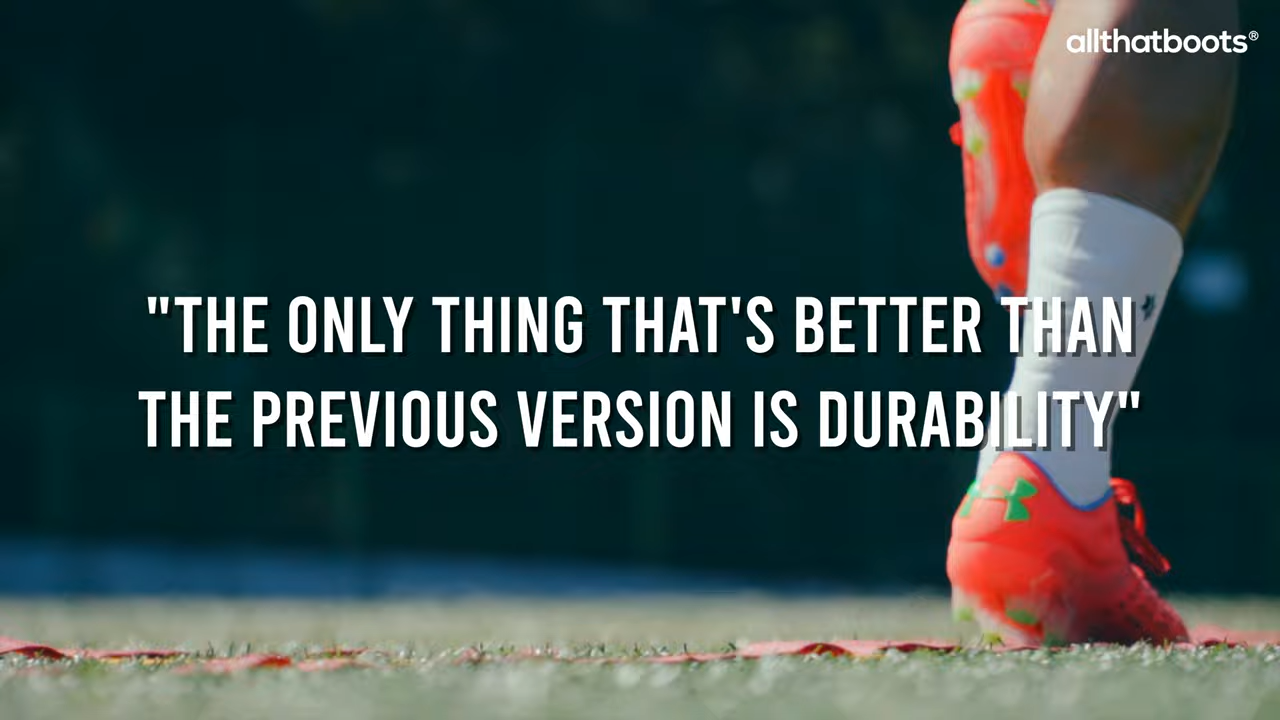 allthatboots®
"THE ONLY THING THAT'S BETTER THAN
THE PREVIOUS VERSION IS DURABILITY"